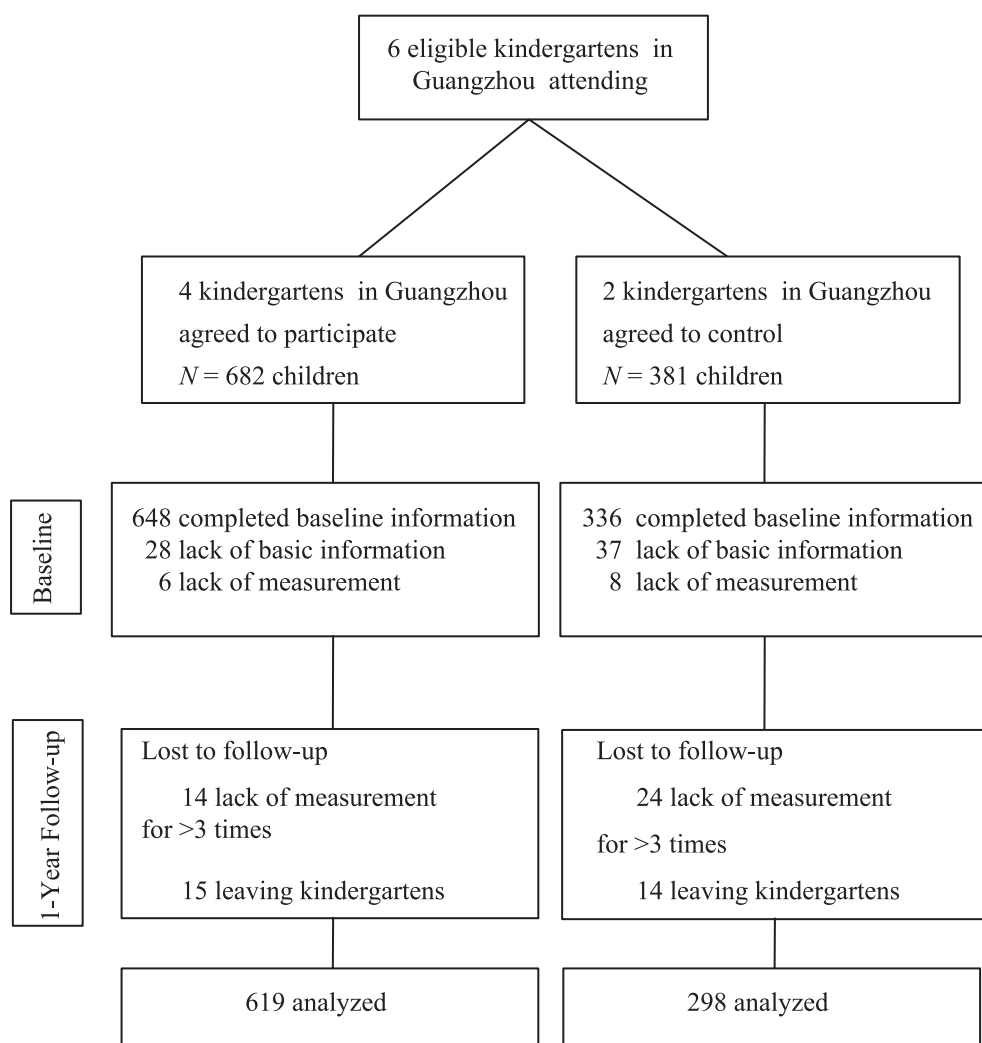 6 eligible kindergartens in
Guangzhou attending
4 kindergartens in Guangzhou
agreed to participate
N = 682 children
2 kindergartens in Guangzhou
agreed to control
N = 381 children
Baseline
648 completed baseline information
28 lack of basic information
6 lack of measurement
336 completed baseline information
37 lack of basic information
8 lack of measurement
1-Year Follow-up
Lost to follow-up
14 lack of measurement
for >3 times
15 leaving kindergartens
Lost to follow-up
24 lack of measurement
for >3 times
14 leaving kindergartens
619 analyzed
298 analyzed